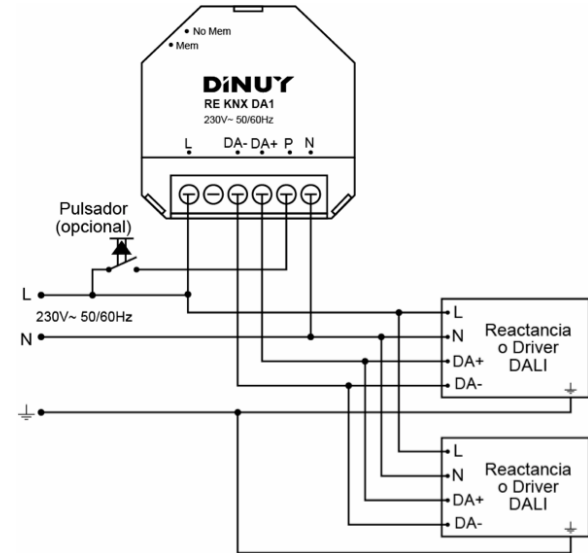 No Mem
Mem
DiNUY
RE KNX DA1
230V~ 50/60Hz
L DA- DA+ P N
Pulsador
(opcional)
L
230V~ 50/60Hz
N
L
N
DA+
DA-
Reactancia
o Driver
DALI
L
N
DA+
DA-
Reactancia
o Driver
DALI